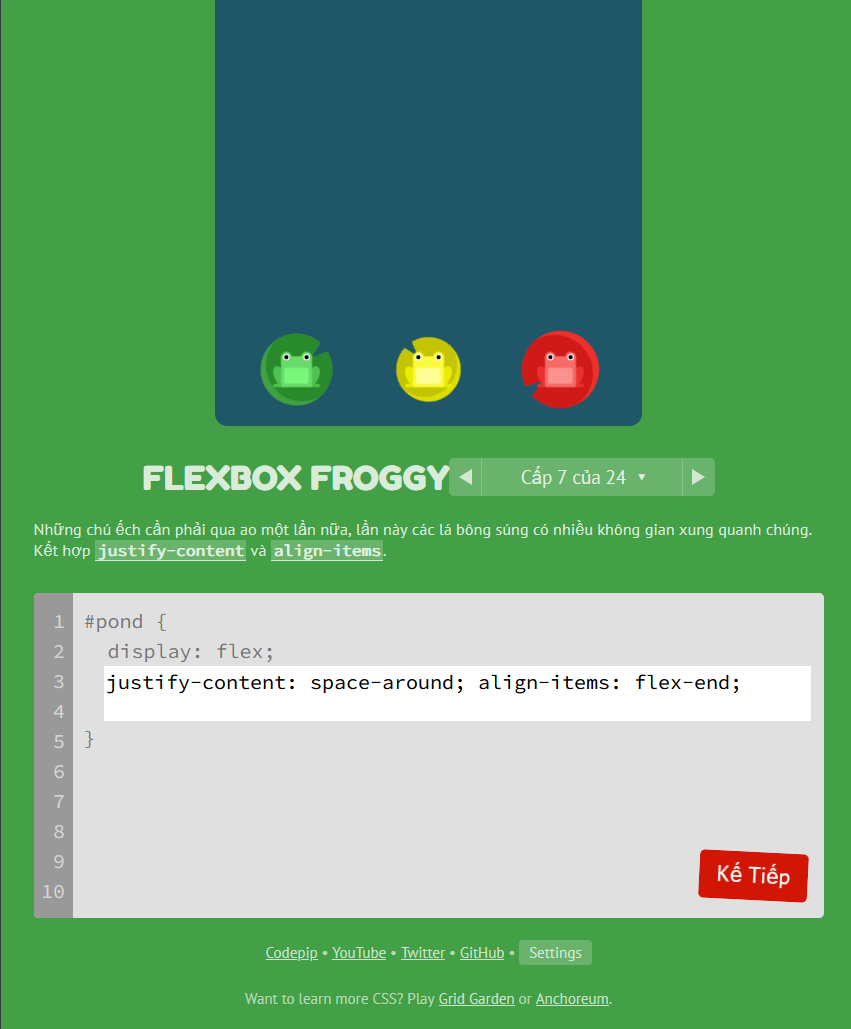 FLEXBOX FROGGY
Cấp 7 của 24 ▼
Những chú ếch cần phải qua ao một lần nữa, lần này các lá bông súng có nhiều không gian xung quanh chúng.
Kết hợp justify-content và align-items.
1 #pond {
2 display: flex;
3 justify-content: space-around; align-items: flex-end;
4
5 }
6
7
8
9
10
Kế Tiếp
Codepip • YouTube • Twitter • GitHub • Settings
Want to learn more CSS? Play Grid Garden or Anchoreum.